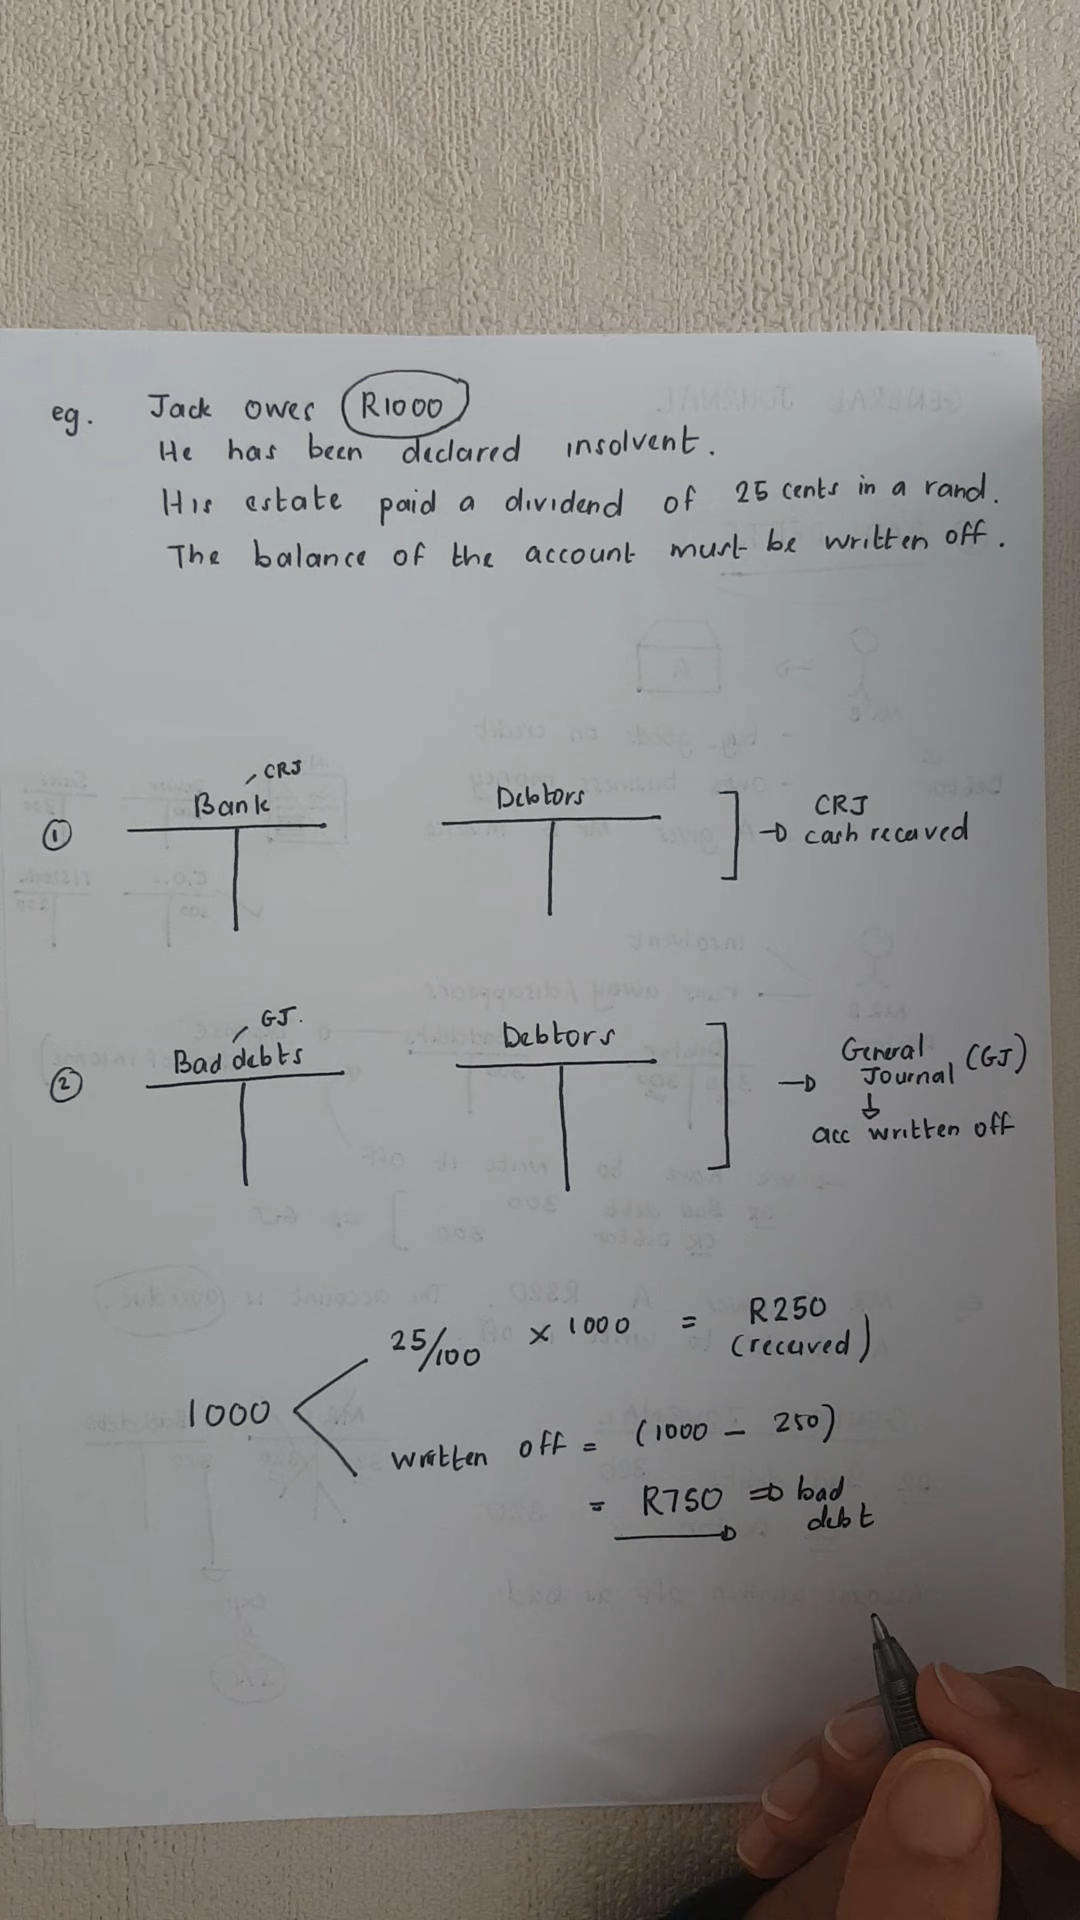 eg. Jack owes R1000
He has been declared insolvent.
His estate paid a dividend of 25 cents in a rand.
The balance of the account must be written off.
CRJ
① Bank Debtors CRJ
cash received
GJ.
② Bad debts Debtors General Journal (GJ)
acc written off
1000
25/100 × 1000 = R250
(received)
written off = (1000 - 250)
= R750 ⇒ bad debt